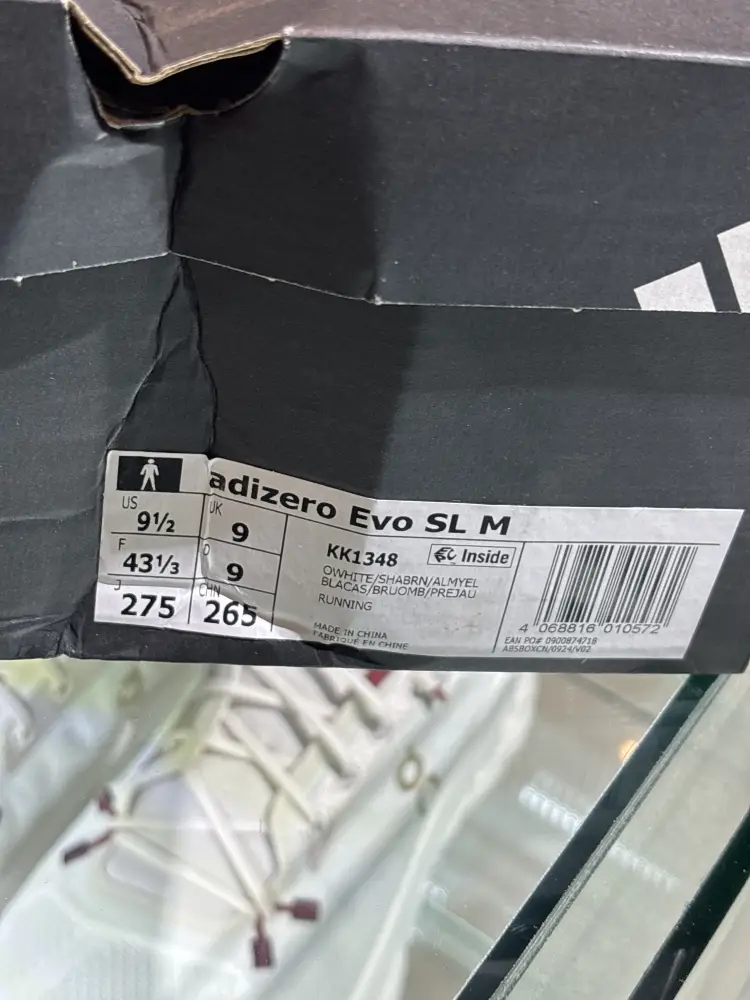 adizero Evo SL M
US
9½
UK
9
F
43⅓
D
9
J
275
CHN
265
KK1348
Inside
OWHITE/SHABRN/ALMYEL
BLACAS/BRUOMB/PREJAU
RUNNING
MADE IN CHINA
FABRIQUÉ EN CHINE
4 068816 010572
EAN PO# 0900874718
ABSBOXCN/0924/V02